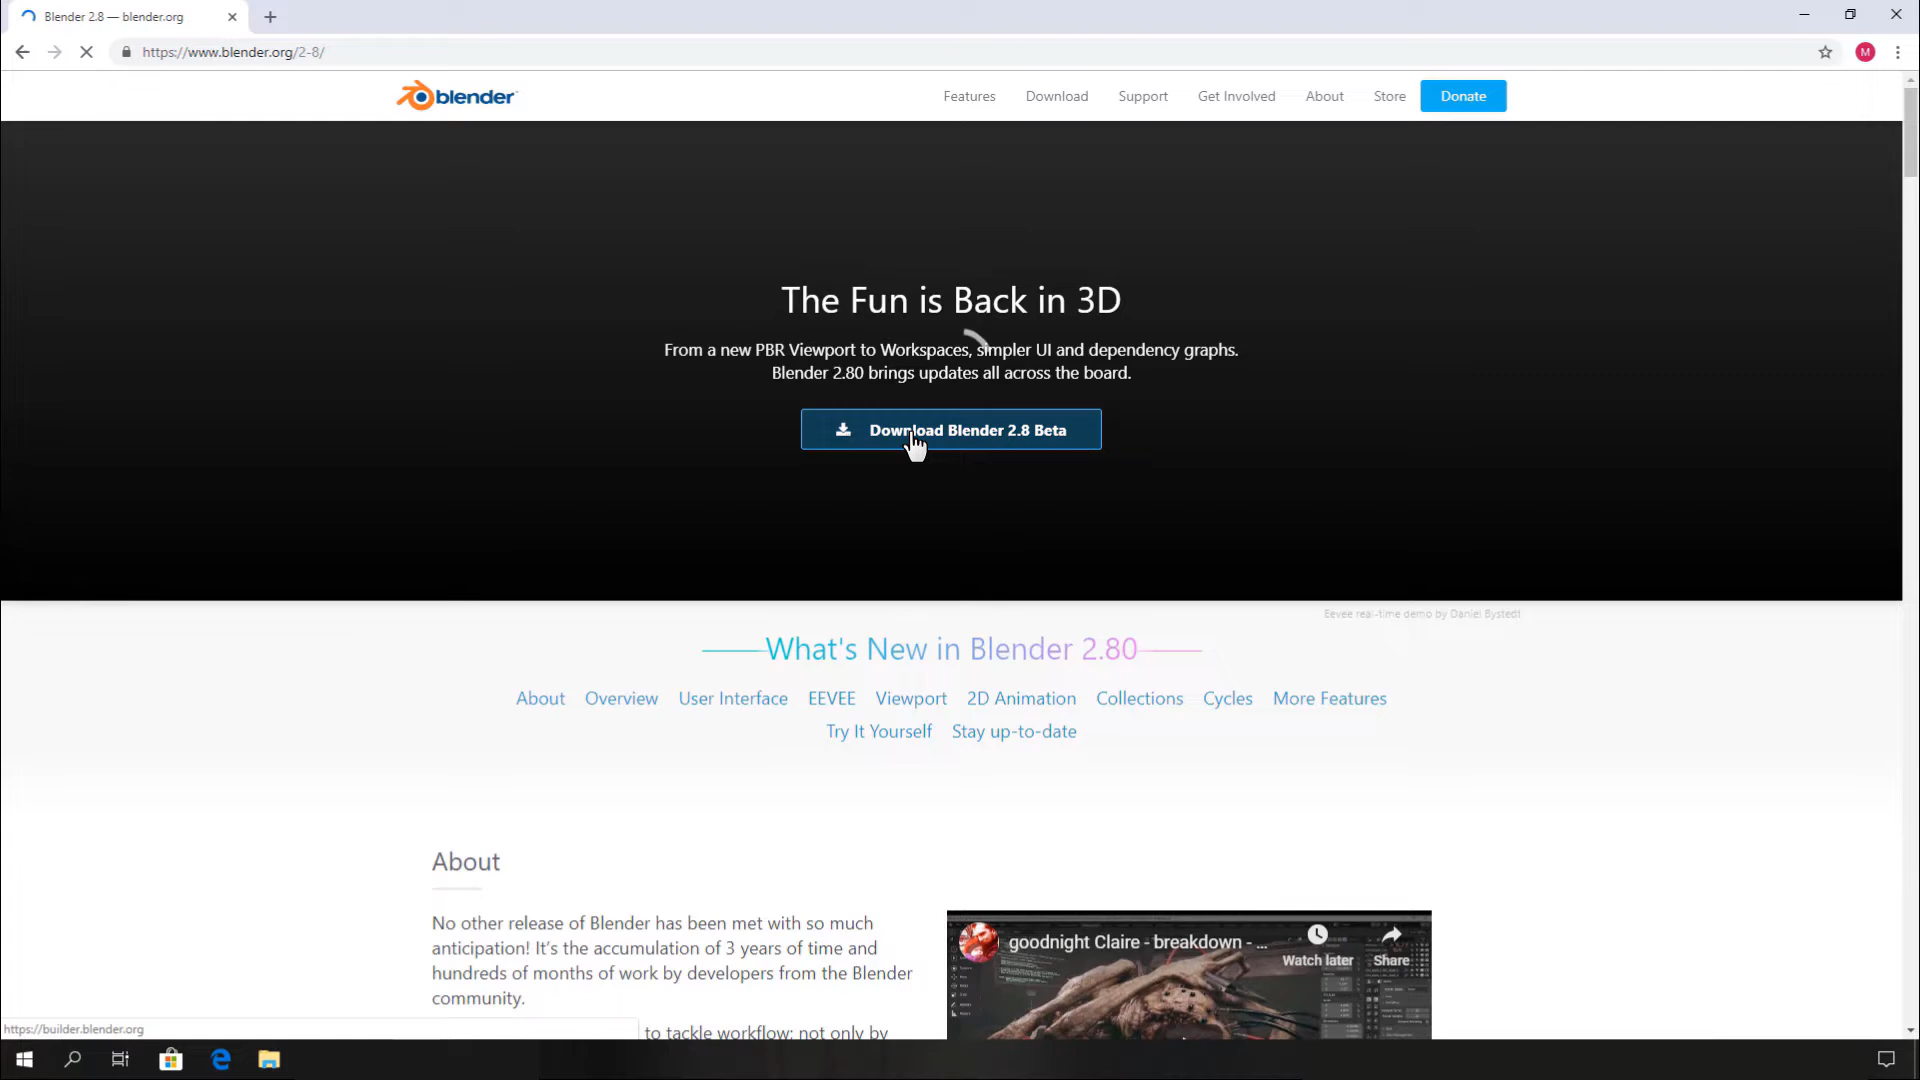 Blender 2.8 — blender.org
https://www.blender.org/2-8/
M
blender
Features
Download
Support
Get Involved
About
Store
Donate
The Fun is Back in 3D
From a new PBR Viewport to Workspaces, simpler UI and dependency graphs.
Blender 2.80 brings updates all across the board.
Download Blender 2.8 Beta
Eevee real-time demo by Daniel Bystedt
What's New in Blender 2.80
About Overview User Interface EEVEE Viewport 2D Animation Collections Cycles More Features
Try It Yourself Stay up-to-date
About
No other release of Blender has been met with so much
anticipation! It’s the accumulation of 3 years of time and
hundreds of months of work by developers from the Blender
community.
to tackle workflow: not only by
goodnight Claire - breakdown - ...
Watch later
Share
https://builder.blender.org